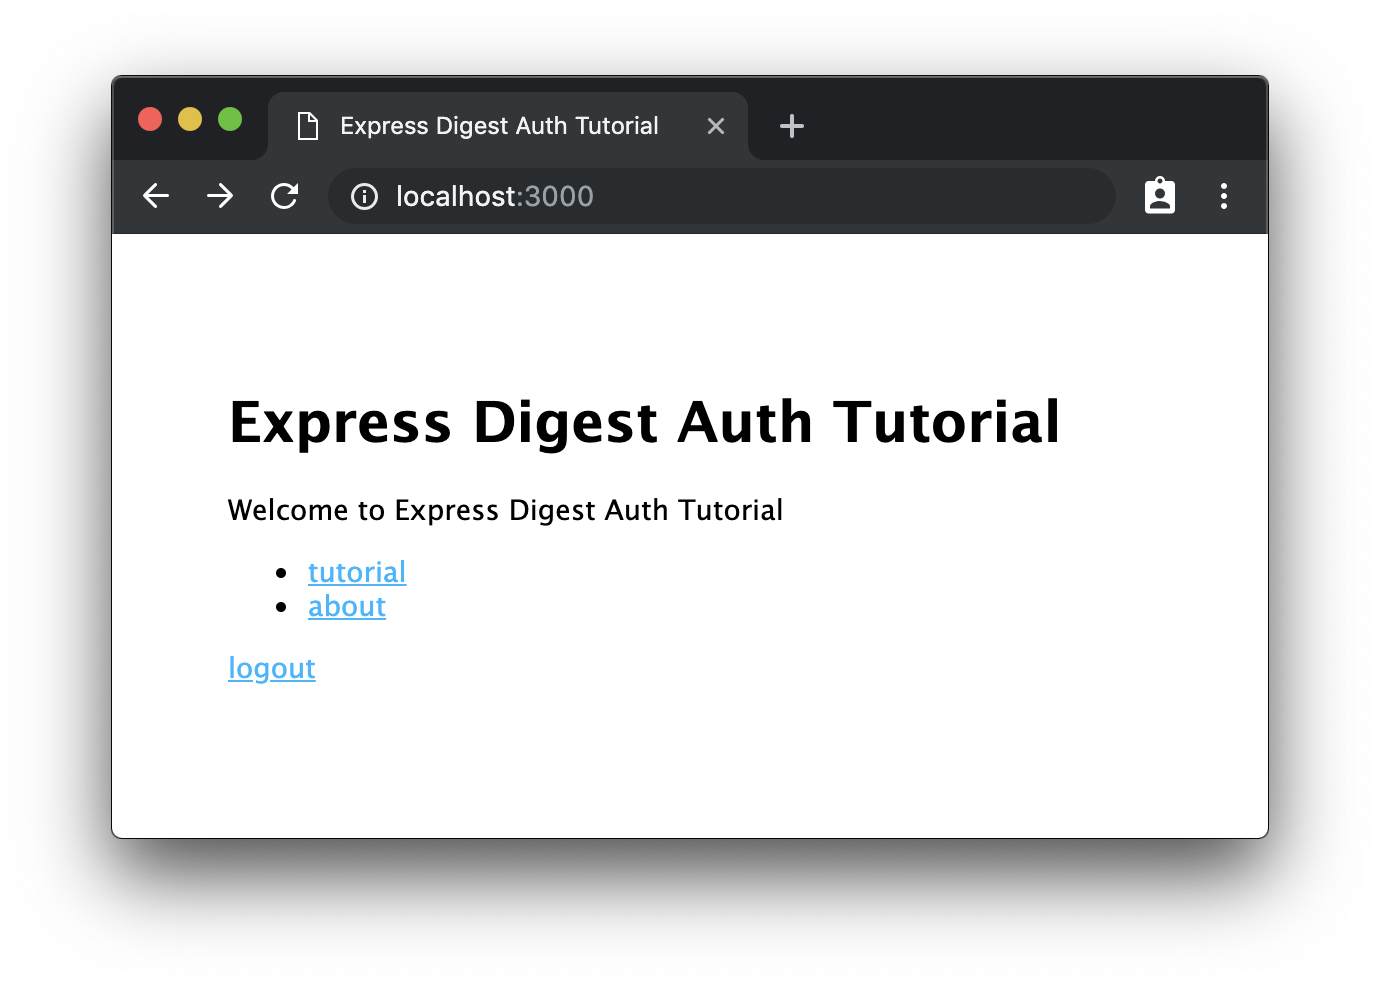 Express Digest Auth Tutorial
localhost:3000
Express Digest Auth Tutorial
Welcome to Express Digest Auth Tutorial
tutorial
about
logout